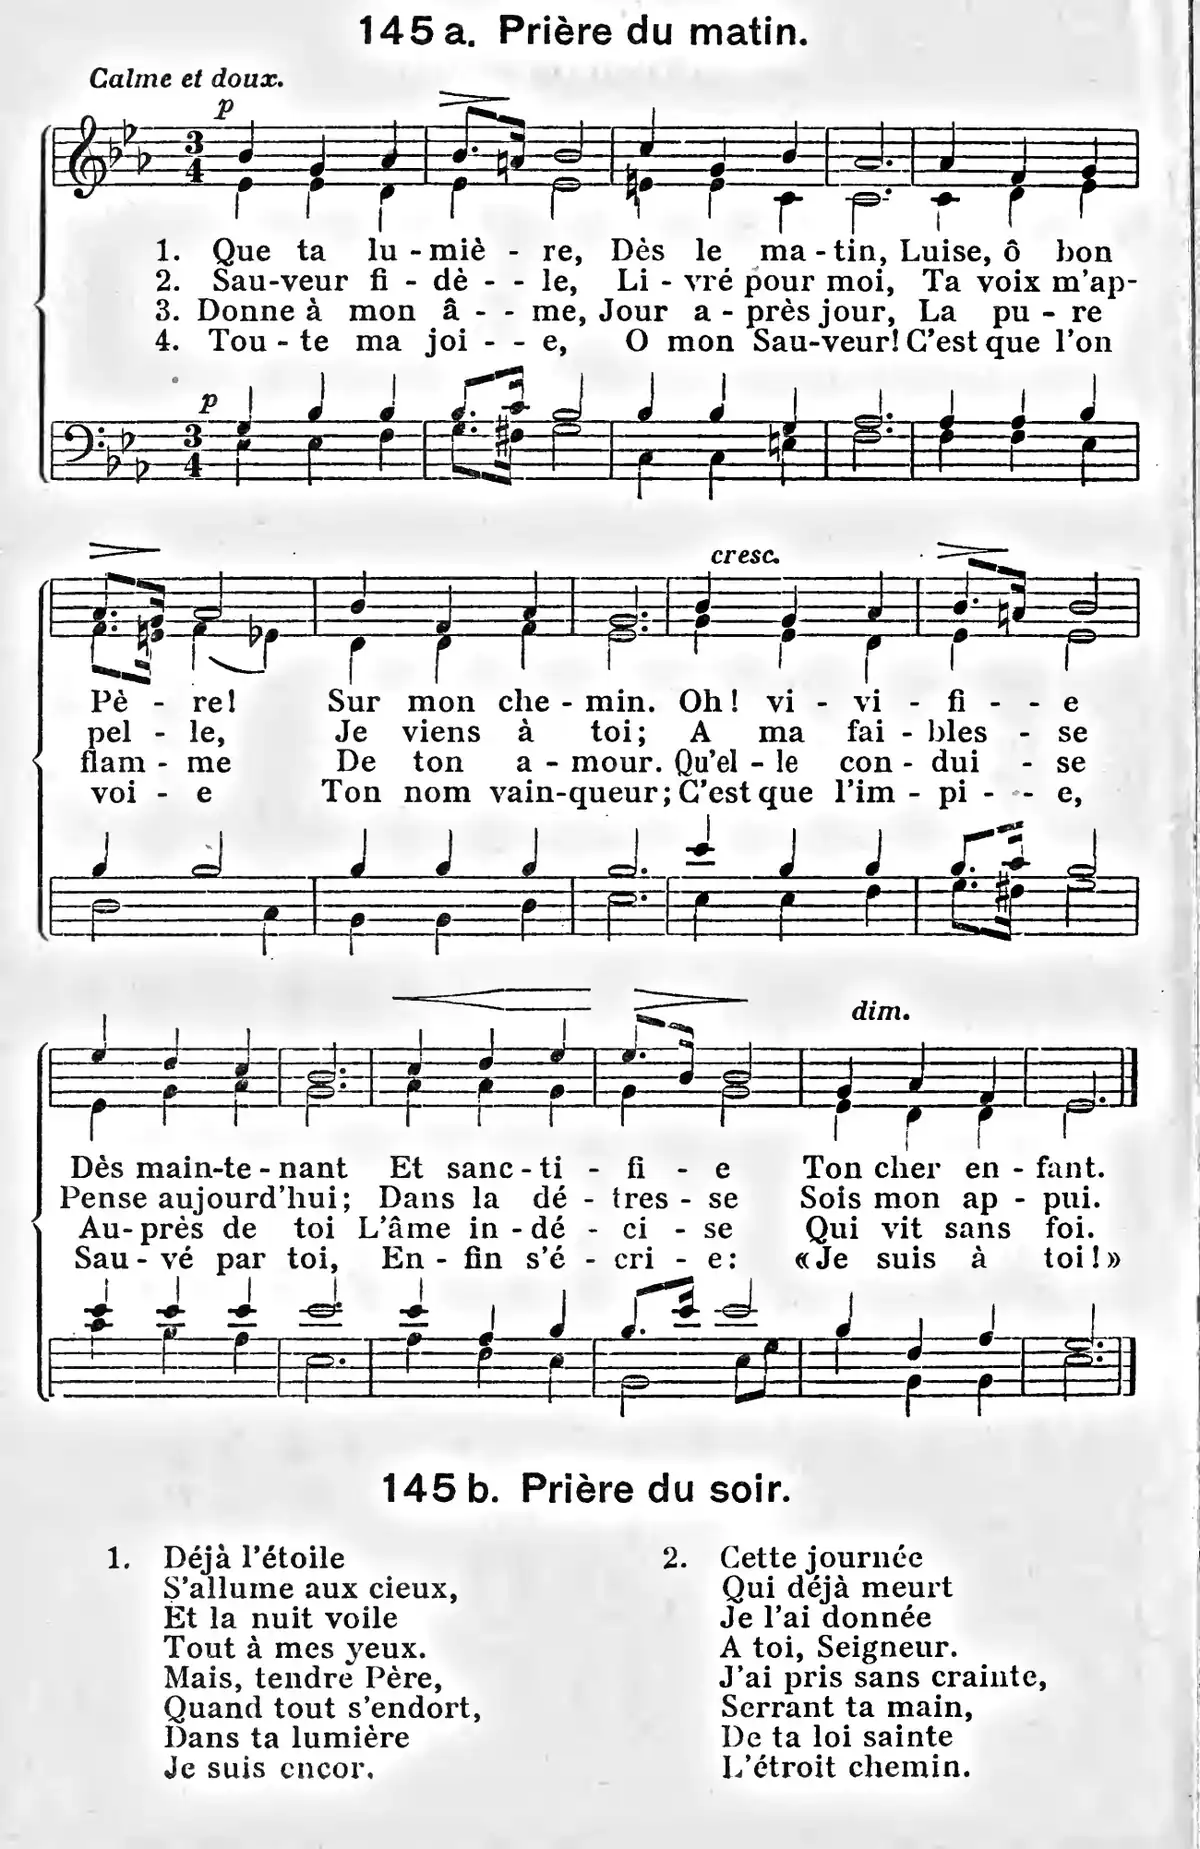 145 a. Prière du matin.
Calme et doux.
p
1. Que ta lu - miè - re, Dès le ma - tin, Luise, ô bon
2. Sau-veur fi - dè - - le, Li - vré pour moi, Ta voix m'ap-
3. Donne à mon â - - me, Jour a - près jour, La pu - re
4. Tou - te ma joi - - e, O mon Sau-veur! C'est que l'on
p
cresc.
Pè - re! Sur mon che - min. Oh! vi - vi - fi - - e
pel - le, Je viens à toi; A ma fai - bles - se
flam - me De ton a - mour. Qu'el - le con - dui - se
voi - e Ton nom vain-queur; C'est que l'im - pi - - e,
dim.
Dès main-te - nant Et sanc - ti - fi - e Ton cher en - fant.
Pense aujourd'hui; Dans la dé - tres - se Sois mon ap - pui.
Au - près de toi L'âme in - dé - ci - se Qui vit sans foi.
Sau - vé par toi, En - fin s'é - cri - e: «Je suis à toi!»
145 b. Prière du soir.
1. Déjà l'étoile
S'allume aux cieux,
Et la nuit voile
Tout à mes yeux.
Mais, tendre Père,
Quand tout s'endort,
Dans ta lumière
Je suis encor.
2. Cette journée
Qui déjà meurt
Je l'ai donnée
A toi, Seigneur.
J'ai pris sans crainte,
Serrant ta main,
De ta loi sainte
L'étroit chemin.